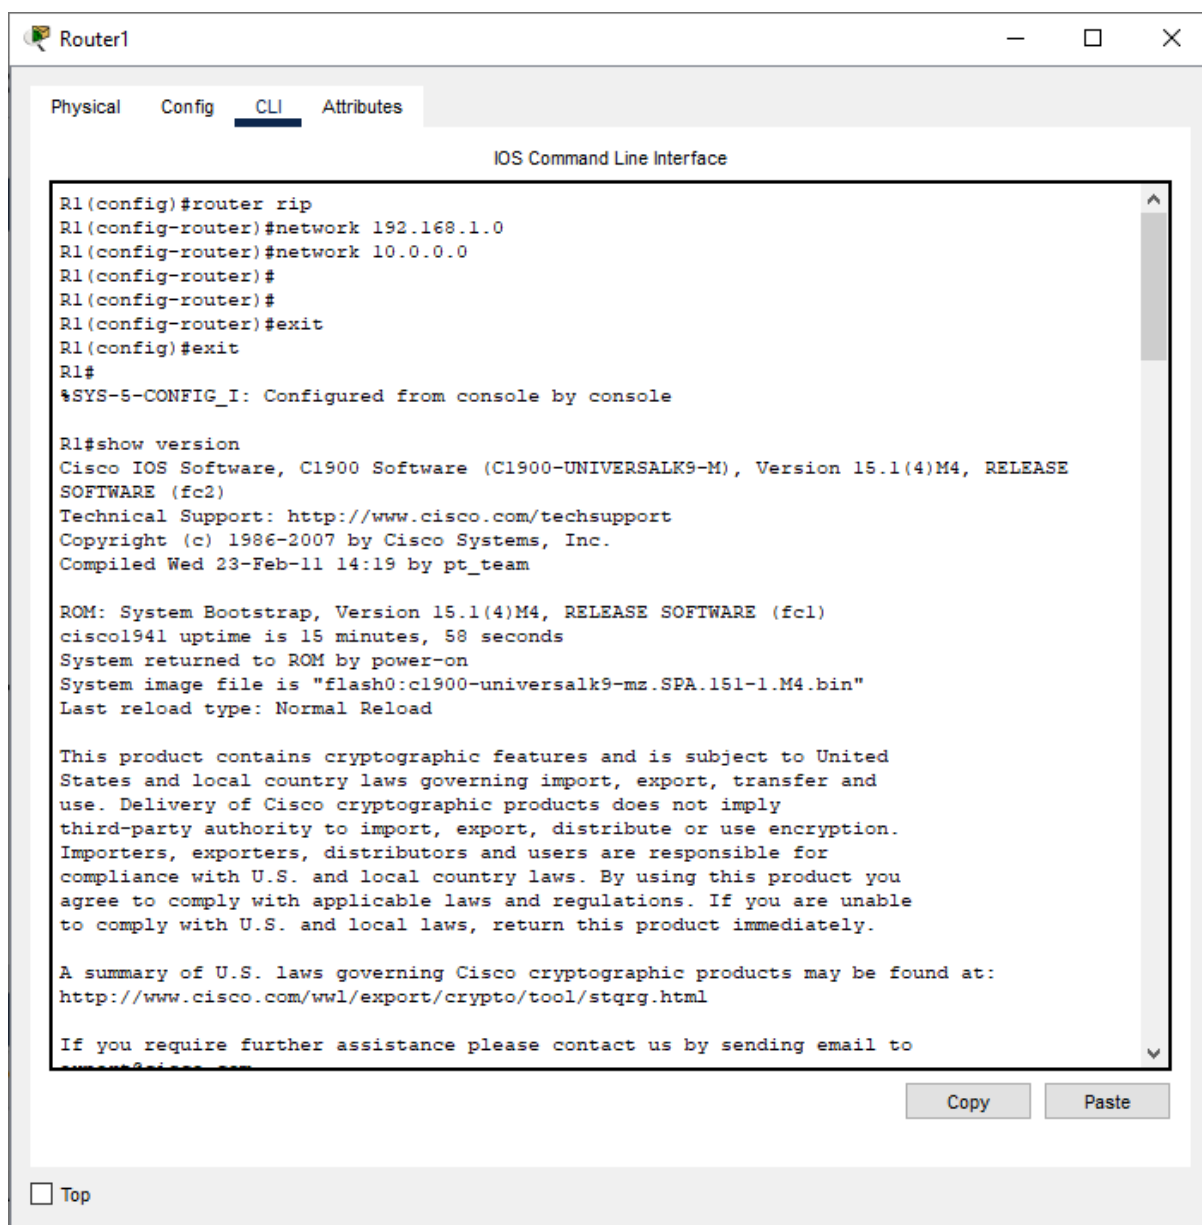 Router1
Physical Config CLI Attributes
IOS Command Line Interface
R1(config)#router rip
R1(config-router)#network 192.168.1.0
R1(config-router)#network 10.0.0.0
R1(config-router)#
R1(config-router)#
R1(config-router)#exit
R1(config)#exit
R1#
%SYS-5-CONFIG_I: Configured from console by console
R1#show version
Cisco IOS Software, C1900 Software (C1900-UNIVERSALK9-M), Version 15.1(4)M4, RELEASE
SOFTWARE (fc2)
Technical Support: http://www.cisco.com/techsupport
Copyright (c) 1986-2007 by Cisco Systems, Inc.
Compiled Wed 23-Feb-11 14:19 by pt_team
ROM: System Bootstrap, Version 15.1(4)M4, RELEASE SOFTWARE (fc1)
cisco1941 uptime is 15 minutes, 58 seconds
System returned to ROM by power-on
System image file is "flash0:c1900-universalk9-mz.SPA.151-1.M4.bin"
Last reload type: Normal Reload
This product contains cryptographic features and is subject to United
States and local country laws governing import, export, transfer and
use. Delivery of Cisco cryptographic products does not imply
third-party authority to import, export, distribute or use encryption.
Importers, exporters, distributors and users are responsible for
compliance with U.S. and local country laws. By using this product you
agree to comply with applicable laws and regulations. If you are unable
to comply with U.S. and local laws, return this product immediately.
A summary of U.S. laws governing Cisco cryptographic products may be found at:
http://www.cisco.com/wwl/export/crypto/tool/stqrg.html
If you require further assistance please contact us by sending email to
Copy Paste
Top